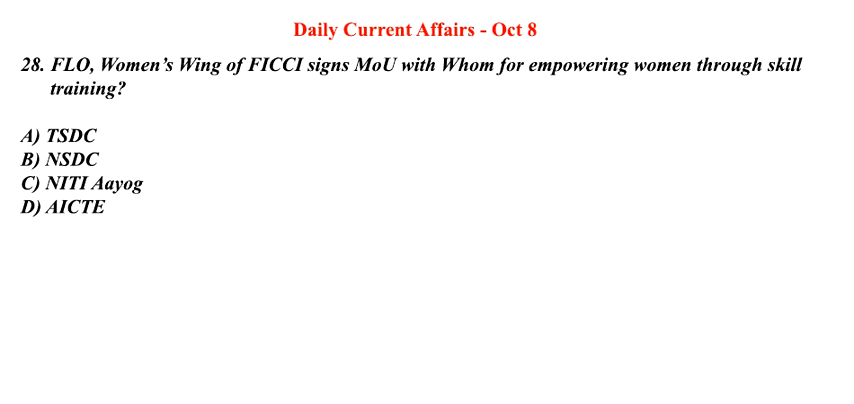 Daily Current Affairs - Oct 8
28. FLO, Women’s Wing of FICCI signs MoU with Whom for empowering women through skill
training?
A) TSDC
B) NSDC
C) NITI Aayog
D) AICTE